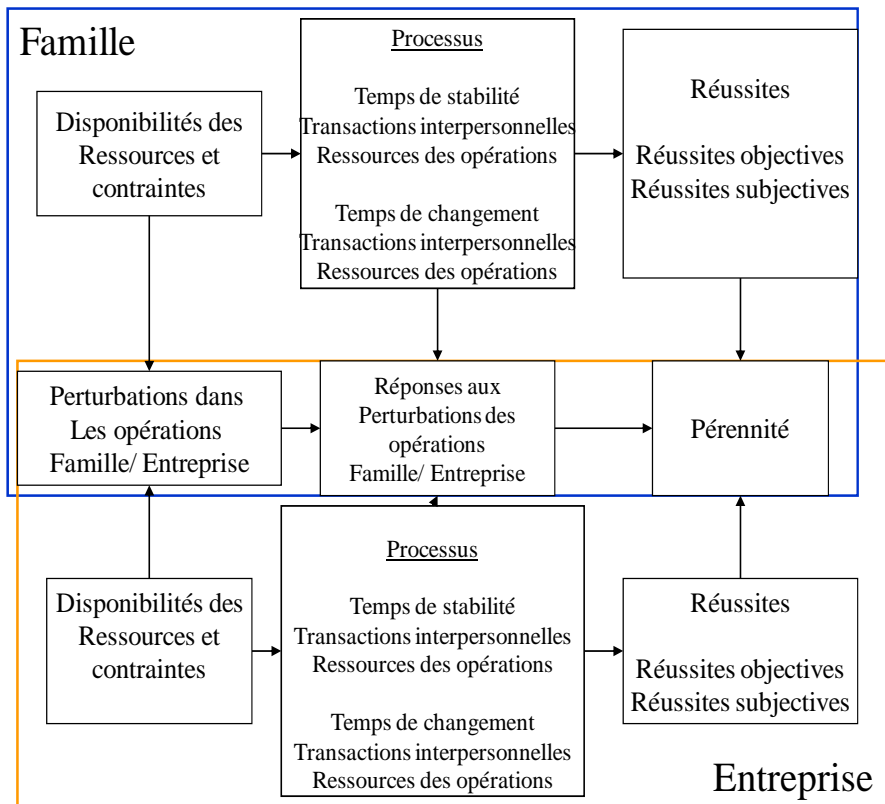 Famille
Disponibilités des
Ressources et
contraintes
Processus
Temps de stabilité
Transactions interpersonnelles
Ressources des opérations
Temps de changement
Transactions interpersonnelles
Ressources des opérations
Réussites
Réussites objectives
Réussites subjectives
Perturbations dans
Les opérations
Famille/ Entreprise
Réponses aux
Perturbations des
opérations
Famille/ Entreprise
Pérennité
Disponibilités des
Ressources et
contraintes
Processus
Temps de stabilité
Transactions interpersonnelles
Ressources des opérations
Temps de changement
Transactions interpersonnelles
Ressources des opérations
Réussites
Réussites objectives
Réussites subjectives
Entreprise